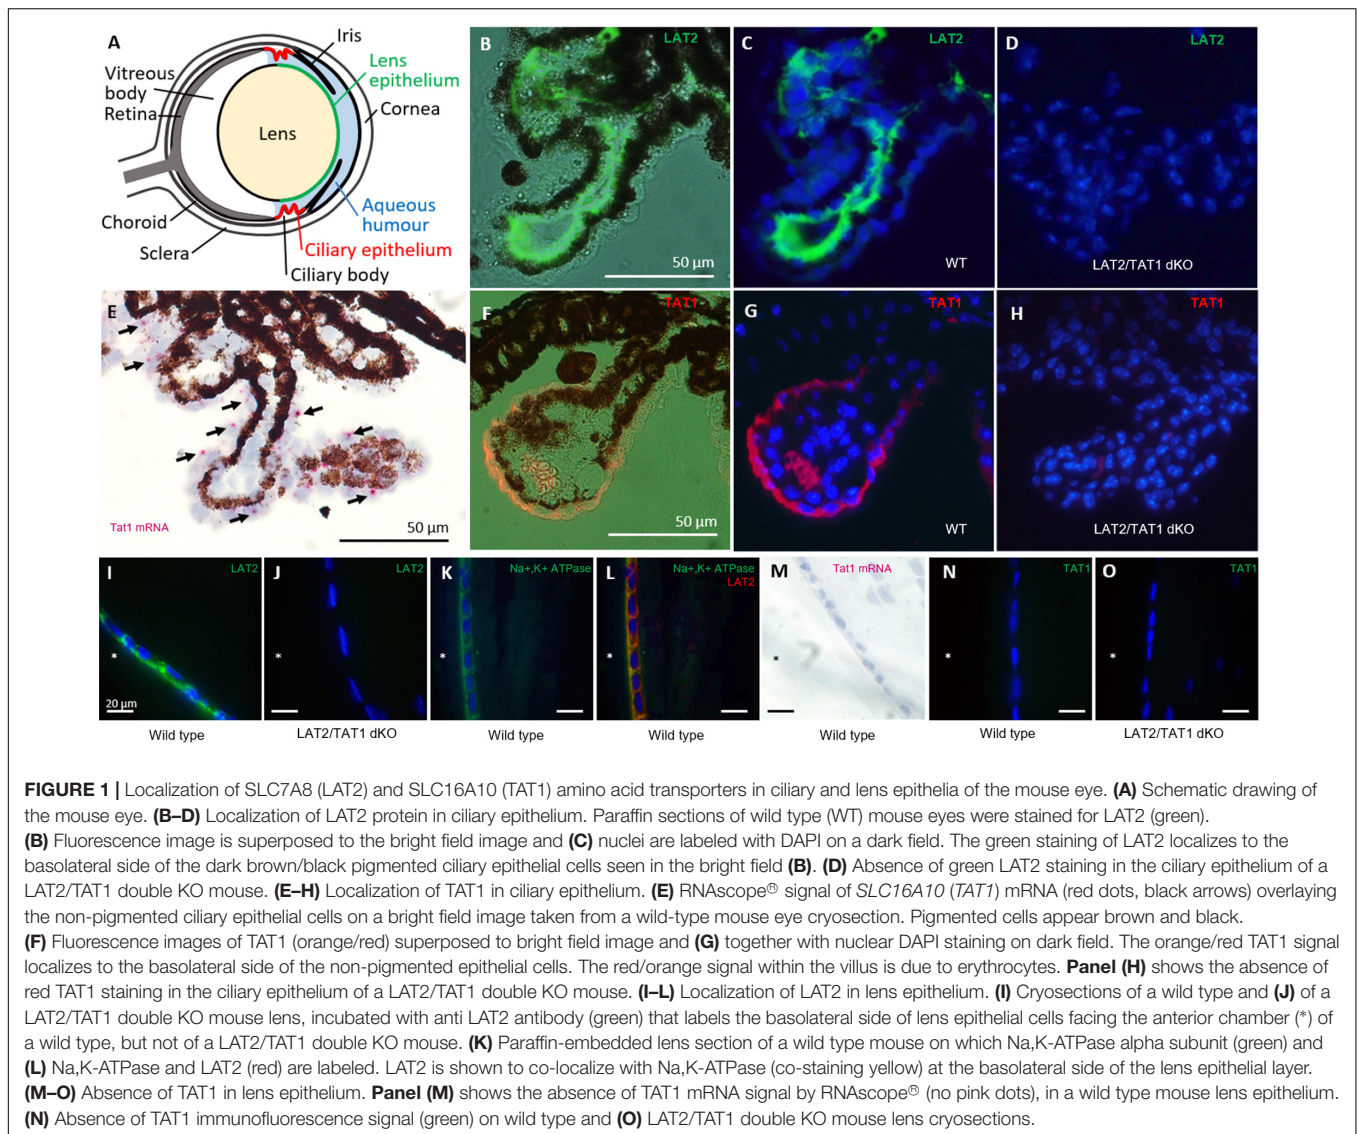 A
Iris
Lens
epithelium
Vitreous
body
Retina
Cornea
Lens
Aqueous
humour
Choroid
Sclera
Ciliary epithelium
Ciliary body
B
LAT2
50 µm
C
LAT2
WT
D
LAT2
LAT2/TAT1 dKO
E
Tat1 mRNA
50 µm
F
TAT1
50 µm
G
TAT1
WT
H
TAT1
LAT2/TAT1 dKO
I
LAT2
*
20 µm
Wild type
J
LAT2
*
LAT2/TAT1 dKO
K
Na+,K+ ATPase
*
Wild type
L
Na+,K+ ATPase
LAT2
*
Wild type
M
Tat1 mRNA
*
Wild type
N
TAT1
*
Wild type
O
TAT1
*
LAT2/TAT1 dKO
FIGURE 1 | Localization of SLC7A8 (LAT2) and SLC16A10 (TAT1) amino acid transporters in ciliary and lens epithelia of the mouse eye. (A) Schematic drawing of
the mouse eye. (B–D) Localization of LAT2 protein in ciliary epithelium. Paraffin sections of wild type (WT) mouse eyes were stained for LAT2 (green).
(B) Fluorescence image is superposed to the bright field image and (C) nuclei are labeled with DAPI on a dark field. The green staining of LAT2 localizes to the
basolateral side of the dark brown/black pigmented ciliary epithelial cells seen in the bright field (B). (D) Absence of green LAT2 staining in the ciliary epithelium of a
LAT2/TAT1 double KO mouse. (E–H) Localization of TAT1 in ciliary epithelium. (E) RNAscope® signal of SLC16A10 (TAT1) mRNA (red dots, black arrows) overlaying
the non-pigmented ciliary epithelial cells on a bright field image taken from a wild-type mouse eye cryosection. Pigmented cells appear brown and black.
(F) Fluorescence images of TAT1 (orange/red) superposed to bright field image and (G) together with nuclear DAPI staining on dark field. The orange/red TAT1 signal
localizes to the basolateral side of the non-pigmented epithelial cells. The red/orange signal within the villus is due to erythrocytes. Panel (H) shows the absence of
red TAT1 staining in the ciliary epithelium of a LAT2/TAT1 double KO mouse. (I–L) Localization of LAT2 in lens epithelium. (I) Cryosections of a wild type and (J) of a
LAT2/TAT1 double KO mouse lens, incubated with anti LAT2 antibody (green) that labels the basolateral side of lens epithelial cells facing the anterior chamber (*) of
a wild type, but not of a LAT2/TAT1 double KO mouse. (K) Paraffin-embedded lens section of a wild type mouse on which Na,K-ATPase alpha subunit (green) and
(L) Na,K-ATPase and LAT2 (red) are labeled. LAT2 is shown to co-localize with Na,K-ATPase (co-staining yellow) at the basolateral side of the lens epithelial layer.
(M–O) Absence of TAT1 in lens epithelium. Panel (M) shows the absence of TAT1 mRNA signal by RNAscope® (no pink dots), in a wild type mouse lens epithelium.
(N) Absence of TAT1 immunofluorescence signal (green) on wild type and (O) LAT2/TAT1 double KO mouse lens cryosections.